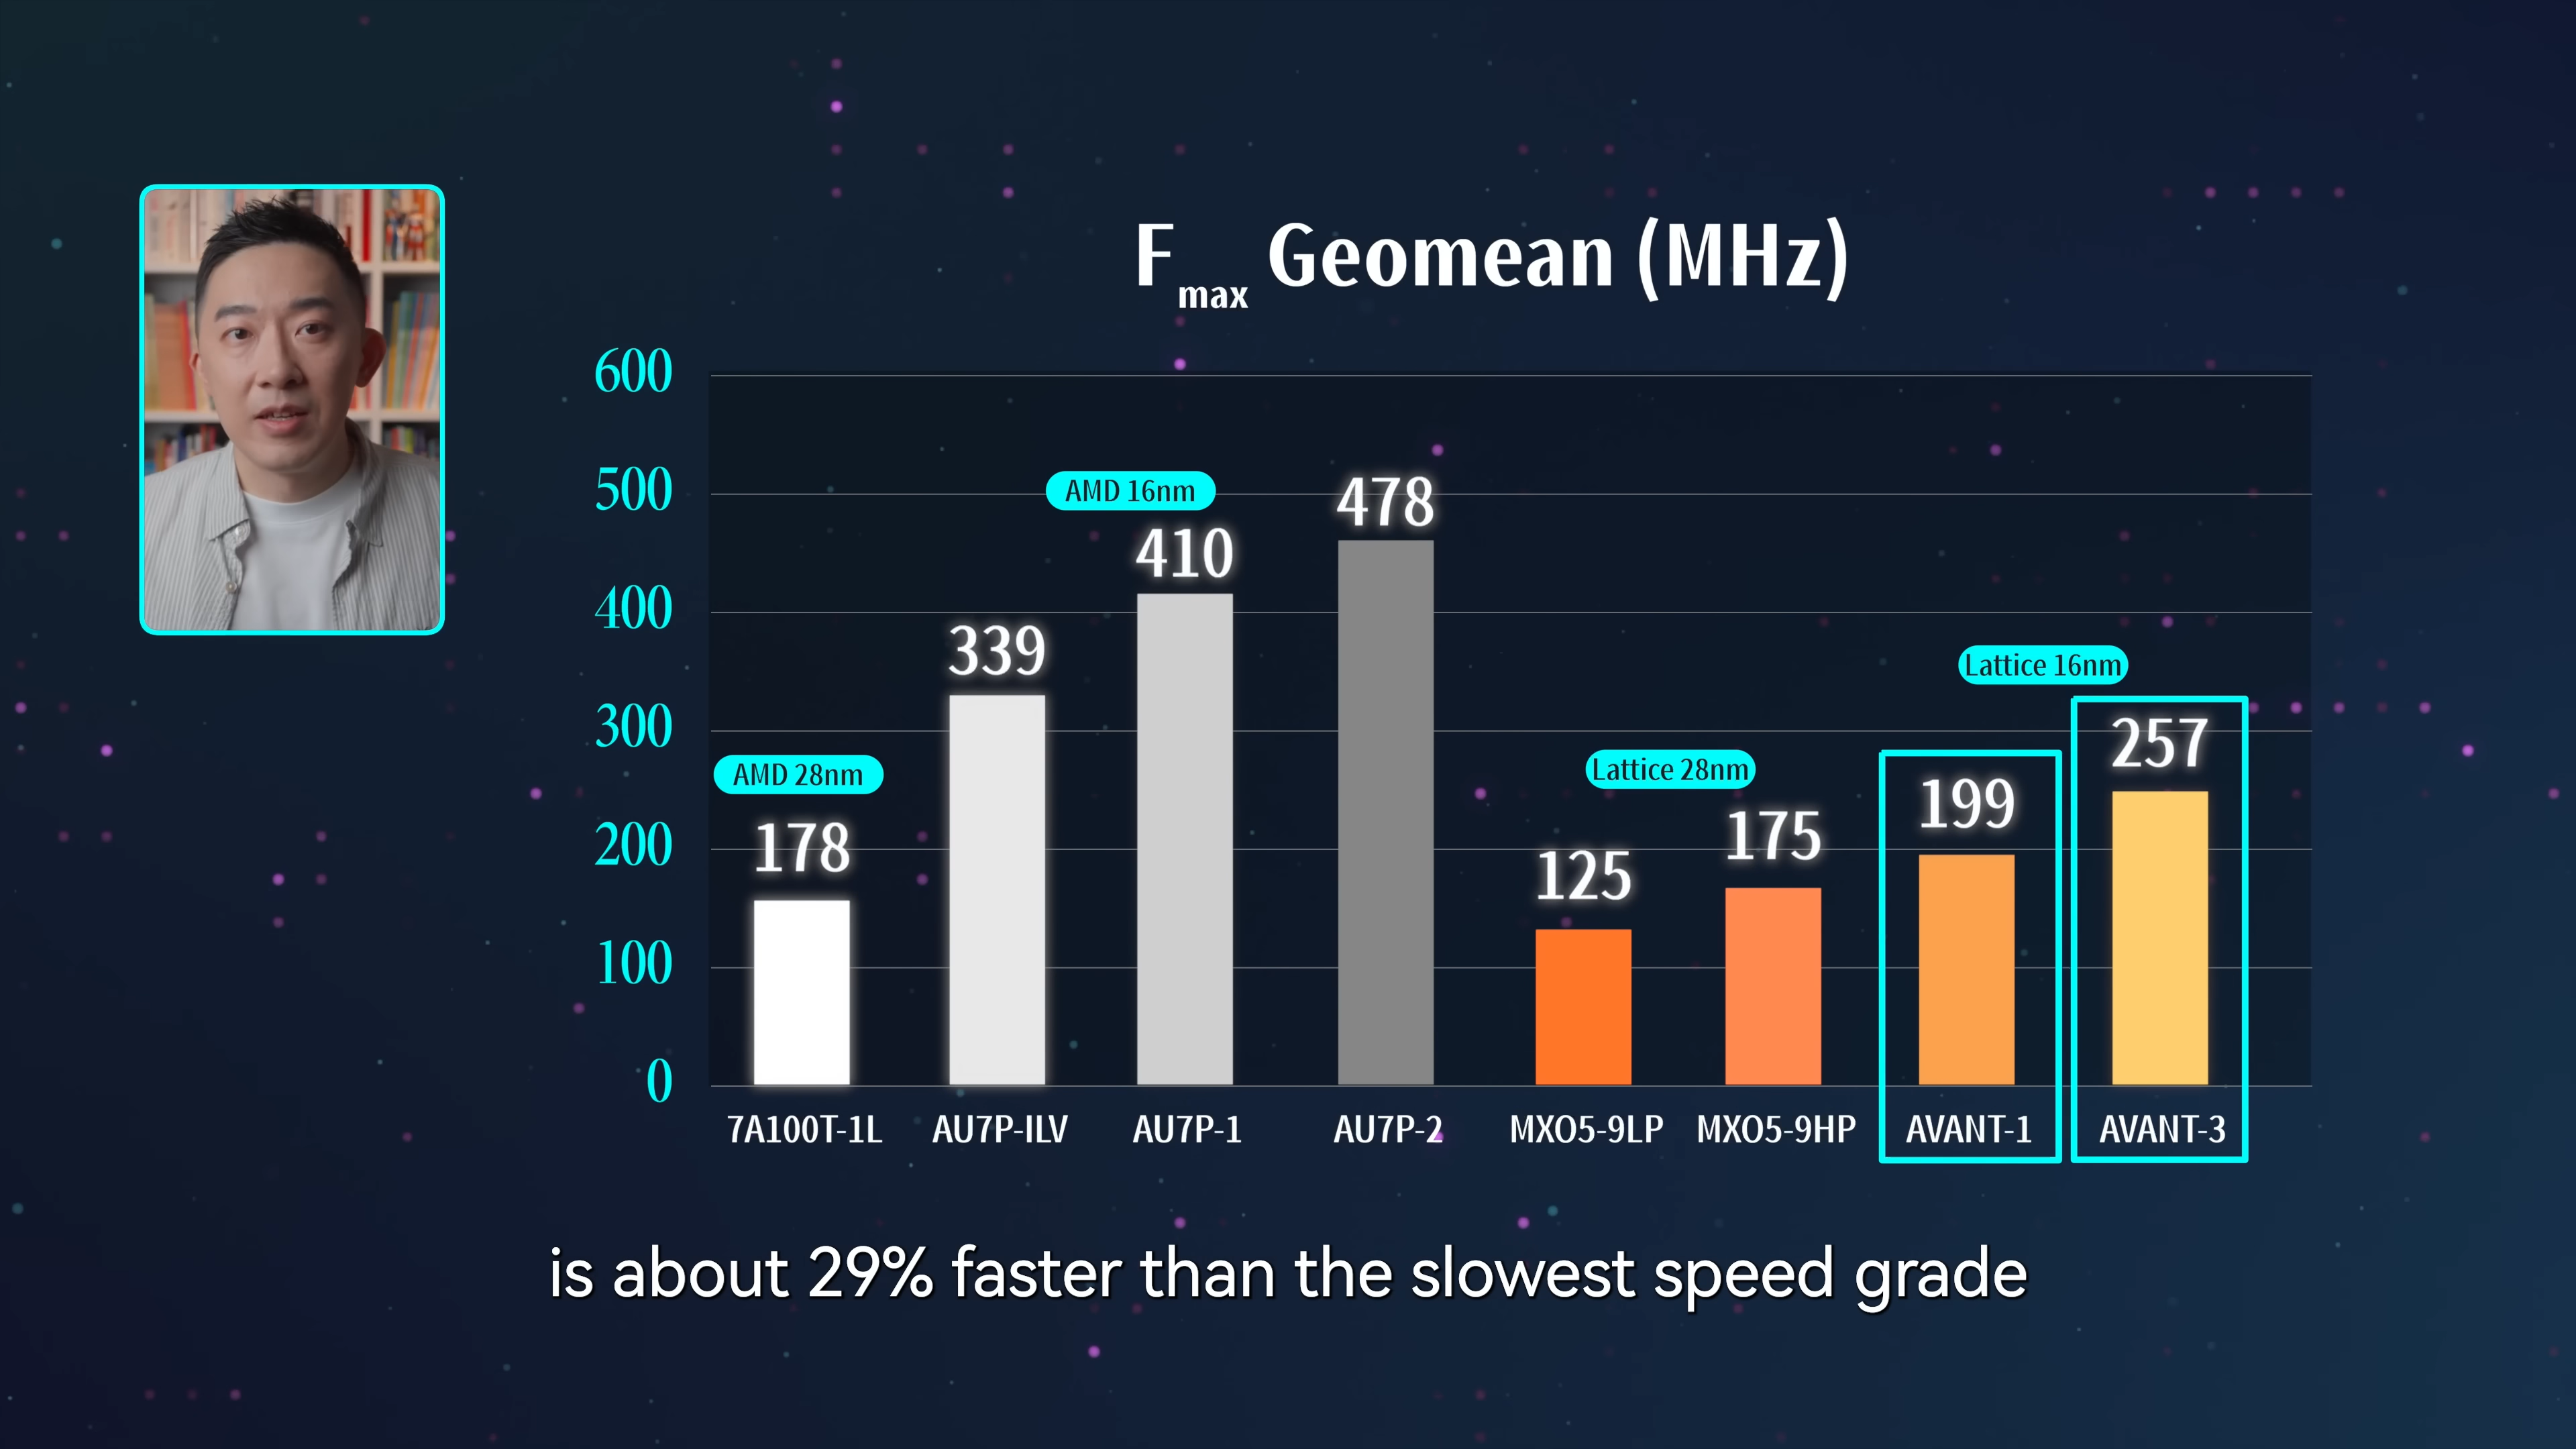 Fmax Geomean (MHz)
600
500
400
300
200
100
0
AMD 28nm
AMD 16nm
Lattice 28nm
Lattice 16nm
178
339
410
478
125
175
199
257
7A100T-1L
AU7P-ILV
AU7P-1
AU7P-2
MXO5-9LP
MXO5-9HP
AVANT-1
AVANT-3
is about 29% faster than the slowest speed grade